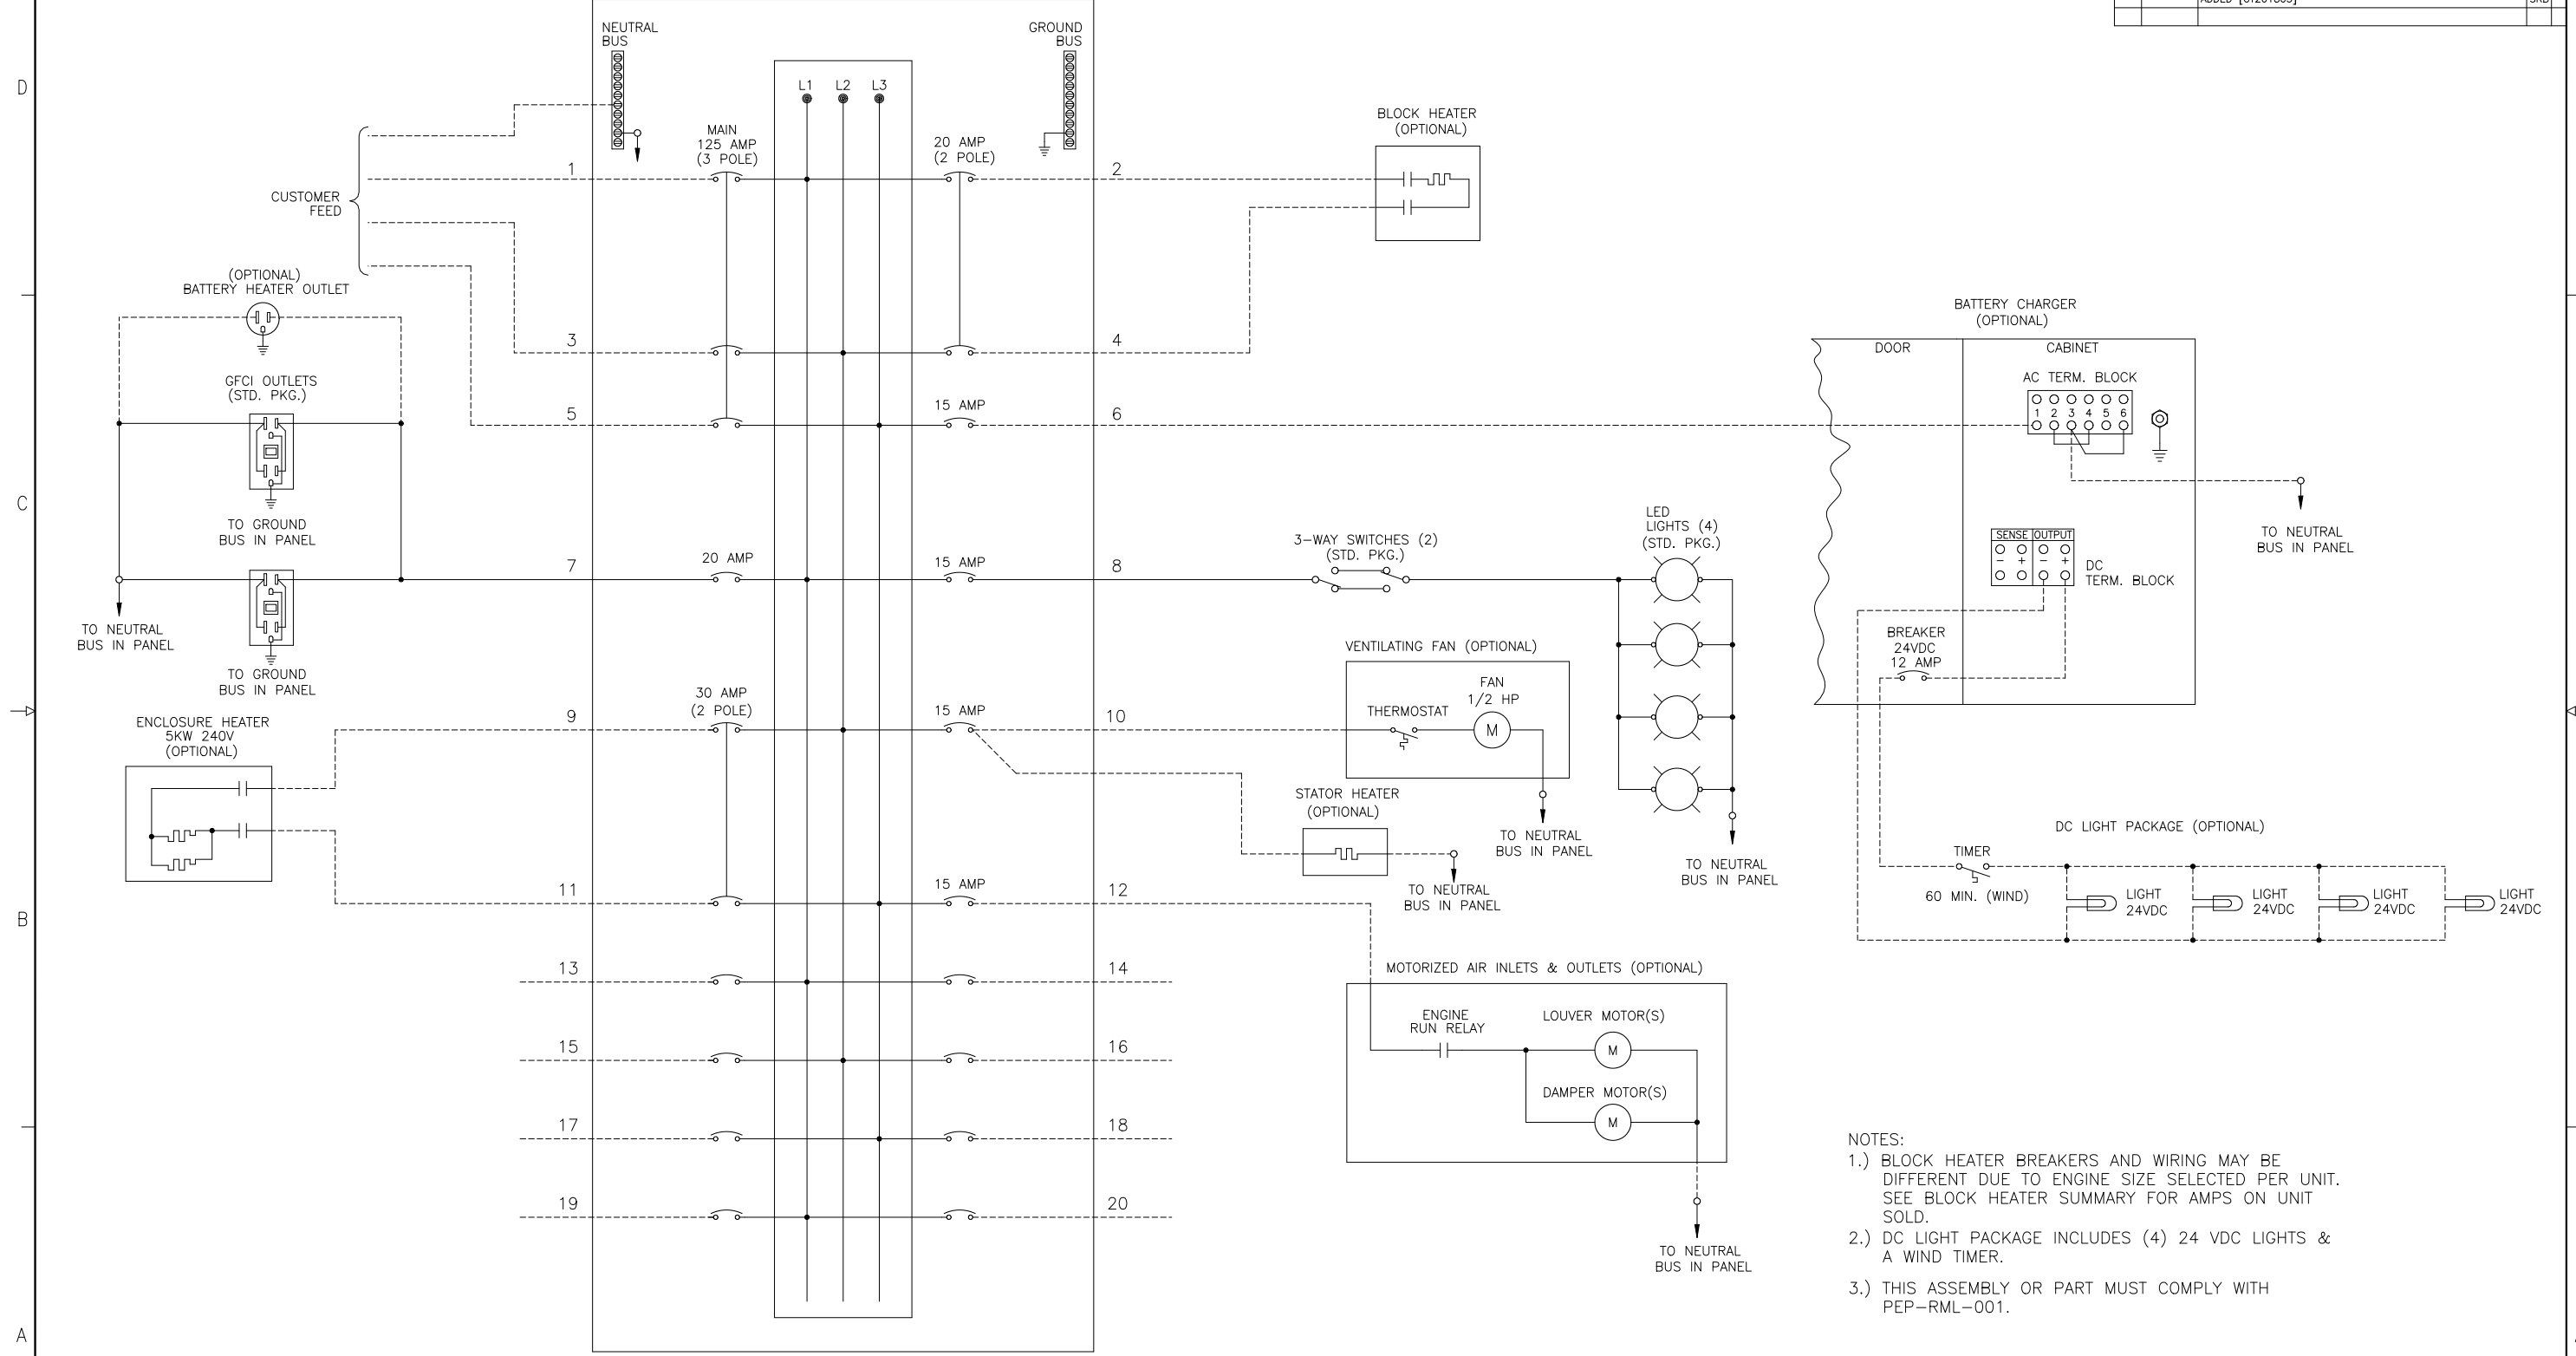 D
C
B
A
NEUTRAL
BUS
GROUND
BUS
L1 L2 L3
MAIN
125 AMP
(3 POLE)
20 AMP
(2 POLE)
1
2
CUSTOMER
FEED
BLOCK HEATER
(OPTIONAL)
(OPTIONAL)
BATTERY HEATER OUTLET
3
4
GFCI OUTLETS
(STD. PKG.)
5
15 AMP
6
TO GROUND
BUS IN PANEL
7
20 AMP
15 AMP
8
TO NEUTRAL
BUS IN PANEL
TO GROUND
BUS IN PANEL
3-WAY SWITCHES (2)
(STD. PKG.)
LED
LIGHTS (4)
(STD. PKG.)
BATTERY CHARGER
(OPTIONAL)
DOOR
CABINET
AC TERM. BLOCK
1 2 3 4 5 6
TO NEUTRAL
BUS IN PANEL
SENSE OUTPUT
- + - +
DC
TERM. BLOCK
BREAKER
24VDC
12 AMP
ENCLOSURE HEATER
5KW 240V
(OPTIONAL)
9
30 AMP
(2 POLE)
15 AMP
10
VENTILATING FAN (OPTIONAL)
FAN
1/2 HP
THERMOSTAT
M
TO NEUTRAL
BUS IN PANEL
STATOR HEATER
(OPTIONAL)
TO NEUTRAL
BUS IN PANEL
TO NEUTRAL
BUS IN PANEL
11
15 AMP
12
DC LIGHT PACKAGE (OPTIONAL)
TIMER
60 MIN. (WIND)
LIGHT
24VDC
LIGHT
24VDC
LIGHT
24VDC
LIGHT
24VDC
13
14
15
16
17
18
19
20
MOTORIZED AIR INLETS & OUTLETS (OPTIONAL)
ENGINE
RUN RELAY
LOUVER MOTOR(S)
M
DAMPER MOTOR(S)
M
TO NEUTRAL
BUS IN PANEL
NOTES:
1.) BLOCK HEATER BREAKERS AND WIRING MAY BE
DIFFERENT DUE TO ENGINE SIZE SELECTED PER UNIT.
SEE BLOCK HEATER SUMMARY FOR AMPS ON UNIT
SOLD.
2.) DC LIGHT PACKAGE INCLUDES (4) 24 VDC LIGHTS &
A WIND TIMER.
3.) THIS ASSEMBLY OR PART MUST COMPLY WITH
PEP-RML-001.